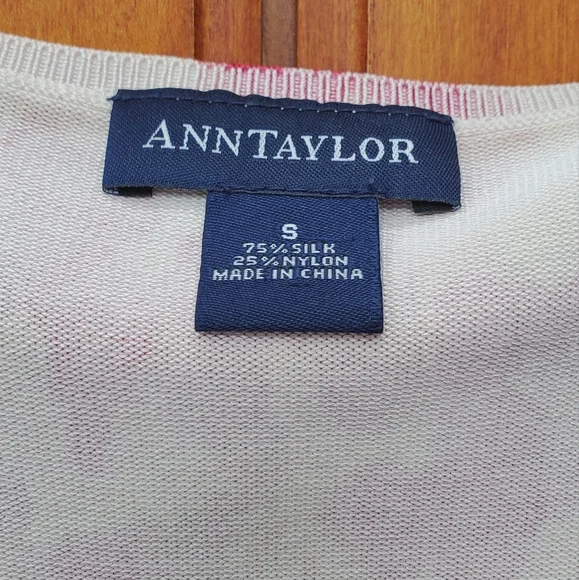 ANNTAYLOR
S
75% SILK
25% NYLON
MADE IN CHINA